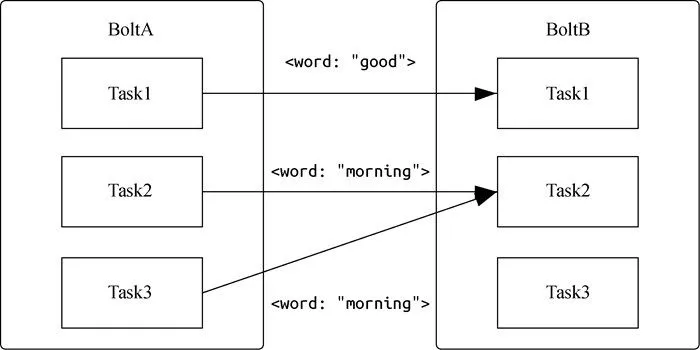 BoltA
BoltB
Task1
<word: "good">
Task1
Task2
<word: "morning">
Task2
Task3
<word: "morning">
Task3